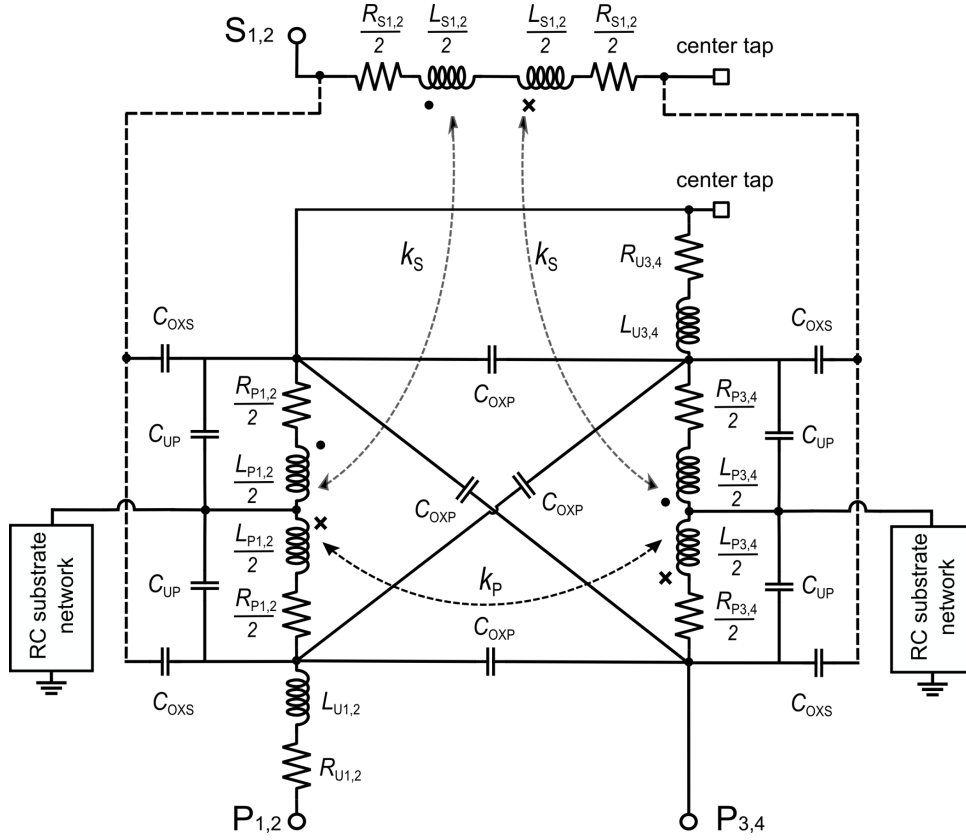 S1,2
RS1,2/2 LS1,2/2 LS1,2/2 RS1,2/2
center tap
center tap
kS kS
RU3,4
LU3,4
COXS COXS
COXP
RP1,2/2 RP3,4/2
CUP CUP
LP1,2/2 LP3,4/2
COXP COXP
LP1,2/2 LP3,4/2
kP
CUP CUP
RP1,2/2 RP3,4/2
COXP
RC substrate
network
RC substrate
network
COXS COXS
LU1,2
RU1,2
P1,2 P3,4